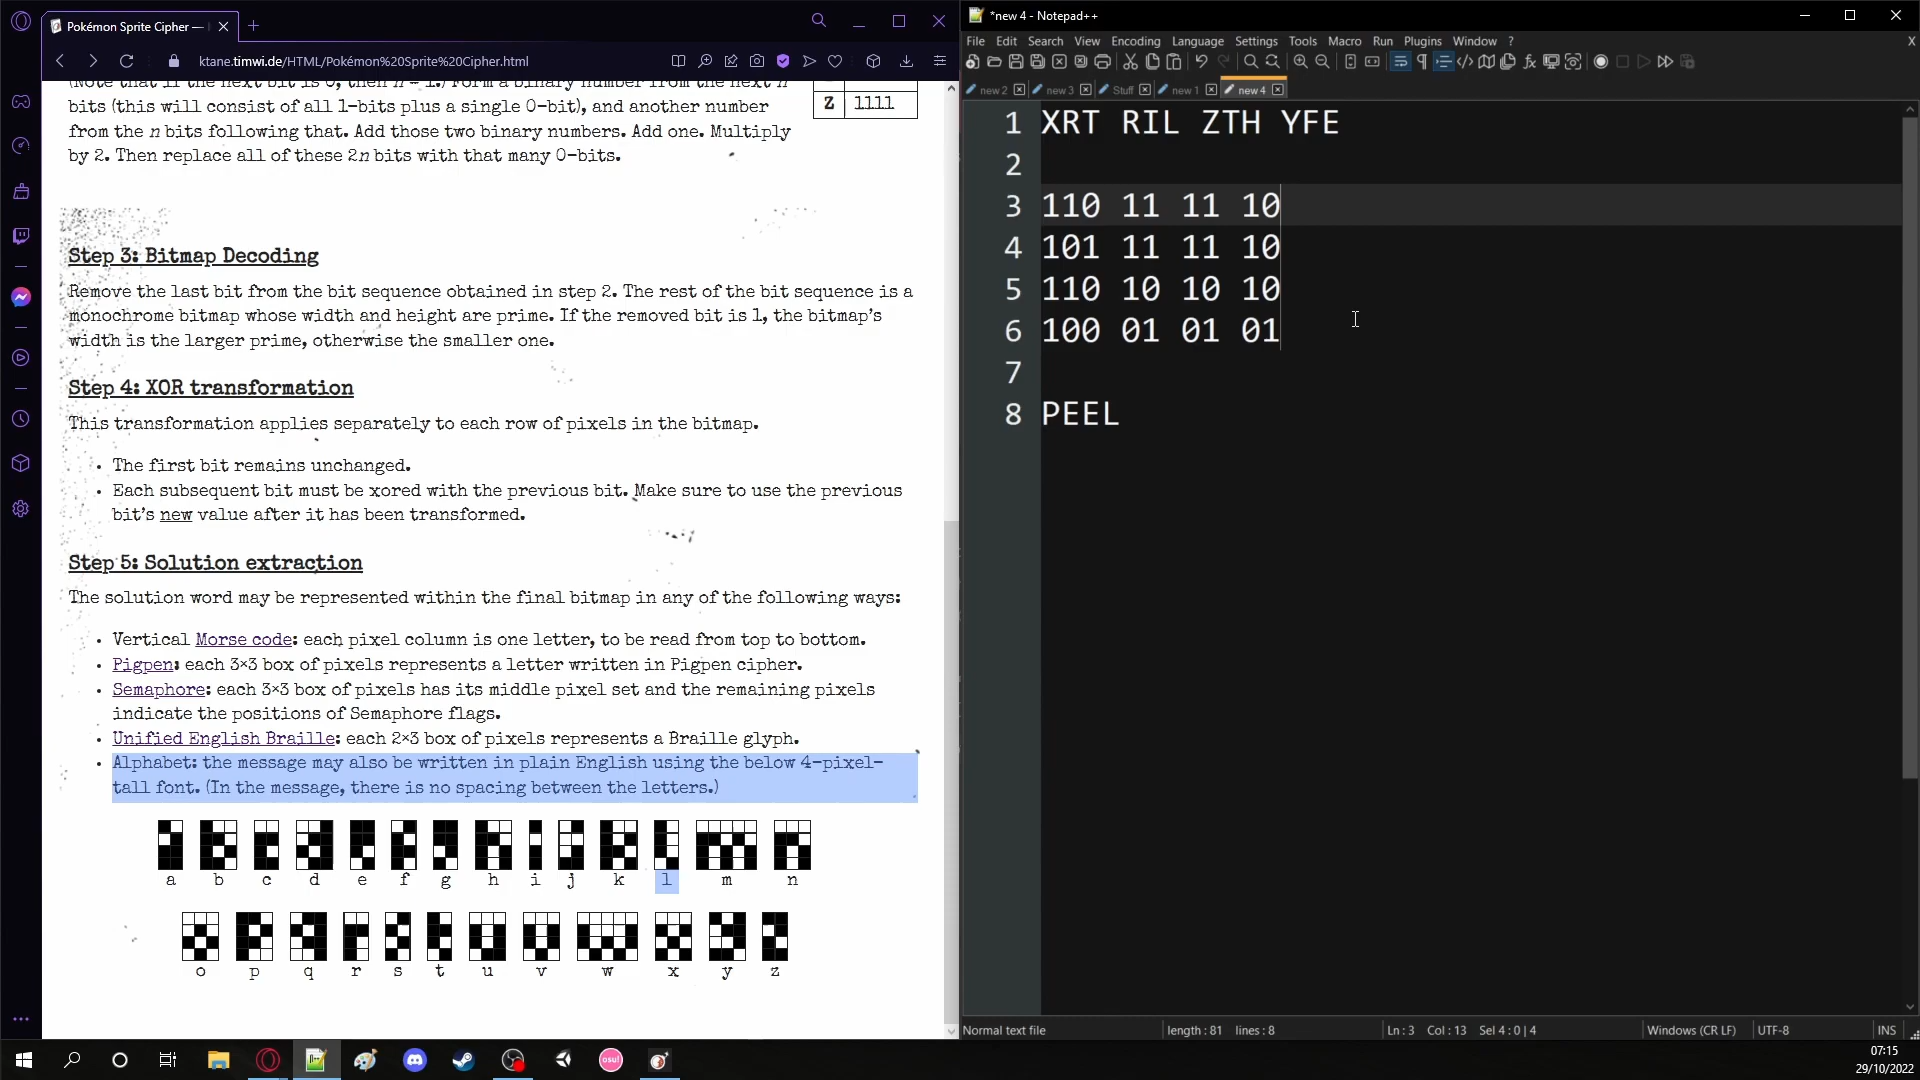 Pokémon Sprite Cipher —
ktane.timwi.de/HTML/Pokémon%20Sprite%20Cipher.html
(Note that if the next bit is 0, then n = 1.) Form a binary number from the next n
bits (this will consist of all 1-bits plus a single 0-bit), and another number
from the n bits following that. Add those two binary numbers. Add one. Multiply
by 2. Then replace all of these 2n bits with that many 0-bits.
Z 1111
Step 3: Bitmap Decoding
Remove the last bit from the bit sequence obtained in step 2. The rest of the bit sequence is a
monochrome bitmap whose width and height are prime. If the removed bit is 1, the bitmap's
width is the larger prime, otherwise the smaller one.
Step 4: XOR transformation
This transformation applies separately to each row of pixels in the bitmap.
• The first bit remains unchanged.
• Each subsequent bit must be xored with the previous bit. Make sure to use the previous
bit's new value after it has been transformed.
Step 5: Solution extraction
The solution word may be represented within the final bitmap in any of the following ways:
• Vertical Morse code: each pixel column is one letter, to be read from top to bottom.
• Pigpen: each 3×3 box of pixels represents a letter written in Pigpen cipher.
• Semaphore: each 3×3 box of pixels has its middle pixel set and the remaining pixels
indicate the positions of Semaphore flags.
• Unified English Braille: each 2×3 box of pixels represents a Braille glyph.
• Alphabet: the message may also be written in plain English using the below 4-pixel-
tall font. (In the message, there is no spacing between the letters.)
a b c d e f g h i j k l m n
o p q r s t u v w x y z
*new 4 - Notepad++
File Edit Search View Encoding Language Settings Tools Macro Run Plugins Window ? X
new 2 new 3 Stuff new 1 new 4
1 XRT RIL ZTH YFE
2
3 110 11 11 10
4 101 11 11 10
5 110 10 10 10
6 100 01 01 01
7
8 PEEL
Normal text file length : 81 lines : 8 Ln : 3 Col : 13 Sel : 4 : 0 | 4 Windows (CR LF) UTF-8 INS
osu!
07:15
29/10/2022